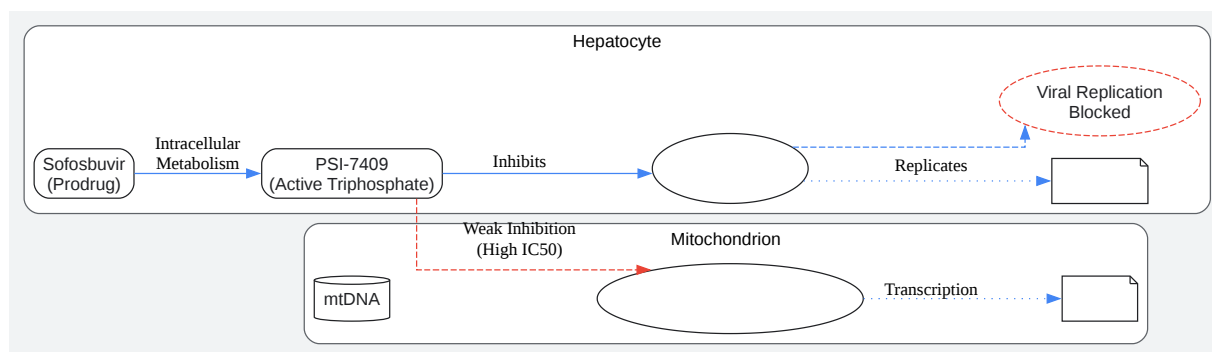 Hepatocyte
Viral Replication
Blocked
Intracellular
Metabolism
Sofosbuvir
(Prodrug)
PSI-7409
(Active Triphosphate)
Inhibits
Replicates
Weak Inhibition
(High IC50)
Mitochondrion
mtDNA
Transcription